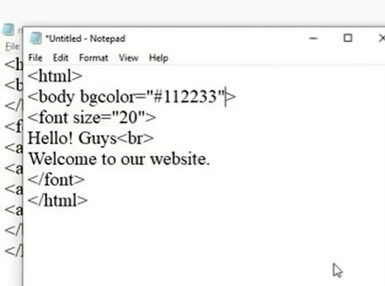 *Untitled - Notepad
File Edit Format View Help
<html>
<body bgcolor="#112233">
<font size="20">
Hello! Guys<br>
Welcome to our website.
</font>
</html>
File
<h
<b
</
<f
<a
<a
<a
<a
</
</